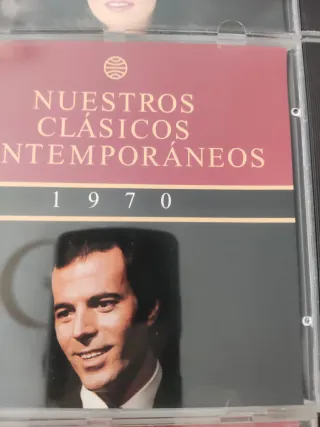 NUESTROS
CLÁSICOS
NTEMPORÁNEOS
1970